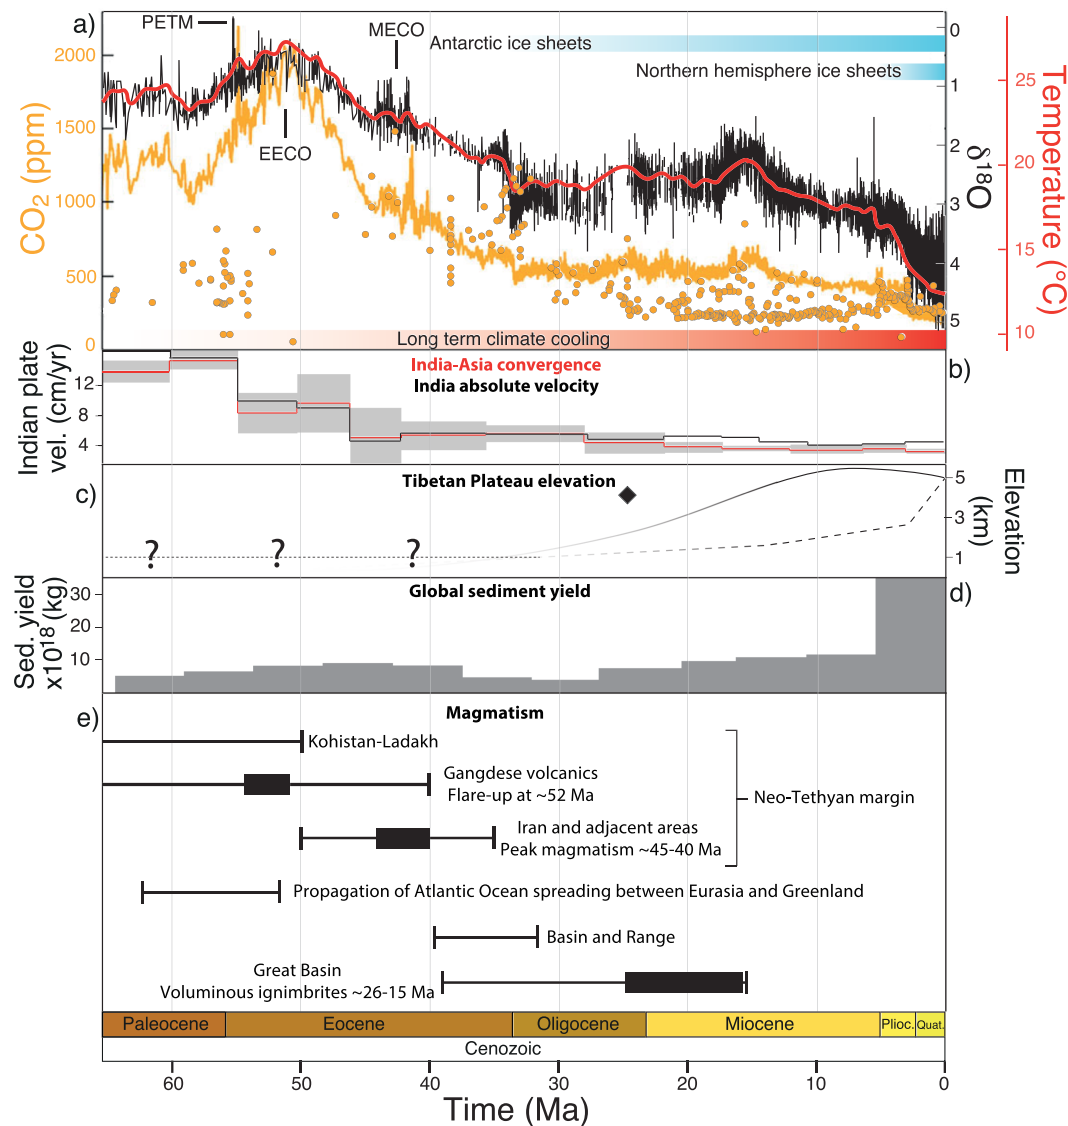 a)
PETM
MECO
Antarctic ice sheets
Northern hemisphere ice sheets
EECO
CO2 (ppm)
2000
1500
1000
500
0
0
1
2
3
4
5
δ18O
25
20
15
10
Temperature (°C)
Long term climate cooling
b)
India-Asia convergence
India absolute velocity
Indian plate
vel. (cm/yr)
12
8
4
c)
Tibetan Plateau elevation
? ? ?
5
3
1
Elevation
(km)
d)
Global sediment yield
Sed. yield
x10^18 (kg)
30
20
10
e)
Magmatism
Kohistan-Ladakh
Gangdese volcanics
Flare-up at ~52 Ma
Neo-Tethyan margin
Iran and adjacent areas
Peak magmatism ~45-40 Ma
Propagation of Atlantic Ocean spreading between Eurasia and Greenland
Basin and Range
Great Basin
Voluminous ignimbrites ~26-15 Ma
Paleocene Eocene Oligocene Miocene Plioc. Quat.
Cenozoic
60 50 40 30 20 10 0
Time (Ma)